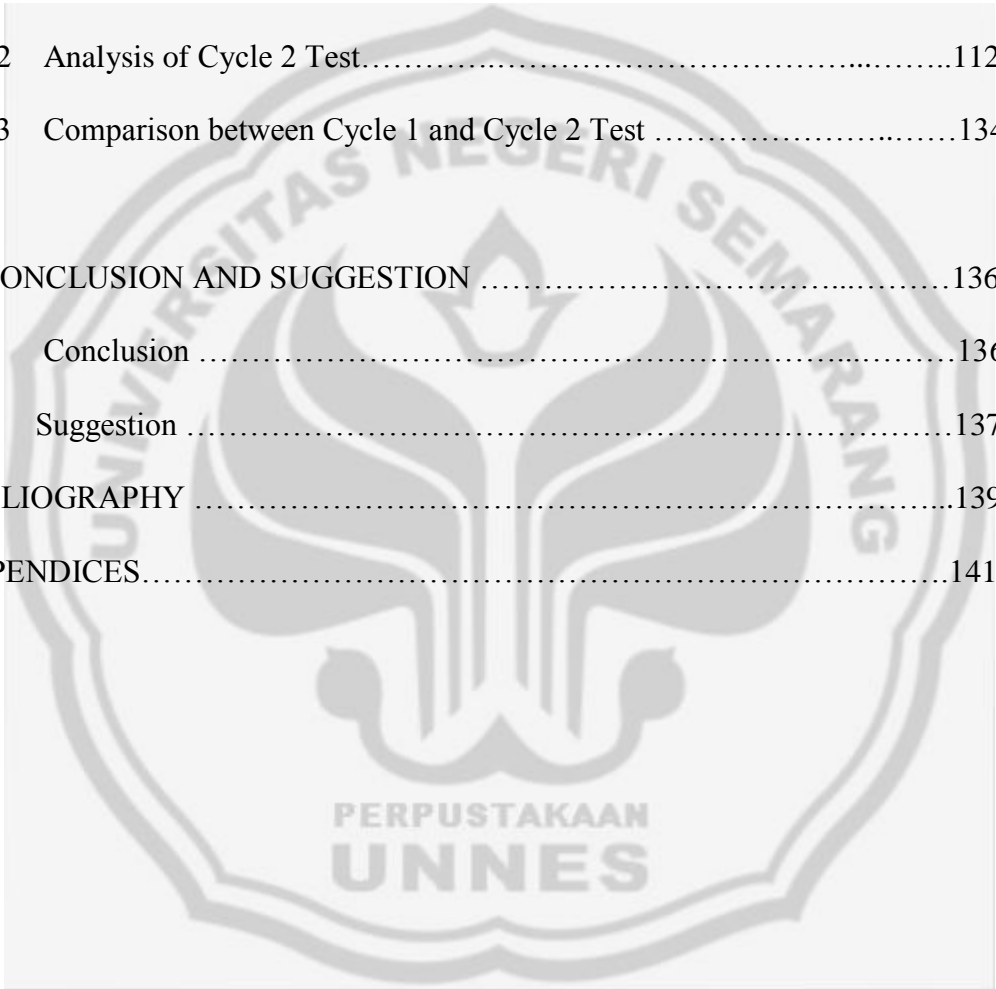 2 Analysis of Cycle 2 Test……………………………………………...……..112
3 Comparison between Cycle 1 and Cycle 2 Test …………………..……134
ONCLUSION AND SUGGESTION ……………………………...………136
Conclusion …………………………………………………..…………136
Suggestion ………………………………………………………………137
LIOGRAPHY ……………………………………………………………...139
PENDICES………………………………………………………………….141
UNIVERSITAS NEGERI SEMARANG
PERPUSTAKAAN
UNNES